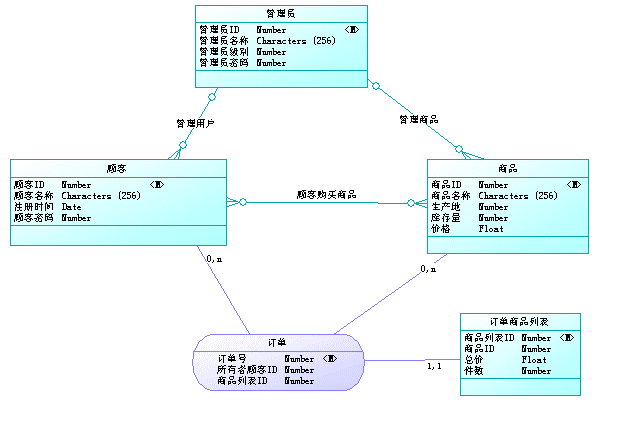 管理员
管理员ID Number <M>
管理员名称 Characters (256)
管理员级别 Number
管理员密码 Number
管理用户
管理商品
顾客
顾客ID Number <M>
顾客名称 Characters (256)
注册时间 Date
顾客密码 Number
顾客购买商品
商品
商品ID Number <M>
商品名称 Characters (256)
生产地 Number
库存量 Number
价格 Float
0,n
0,n
订单
订单号 Number <M>
所有者顾客ID Number
商品列表ID Number
1,1
订单商品列表
商品列表ID Number <M>
商品ID Number
总价 Float
件数 Number